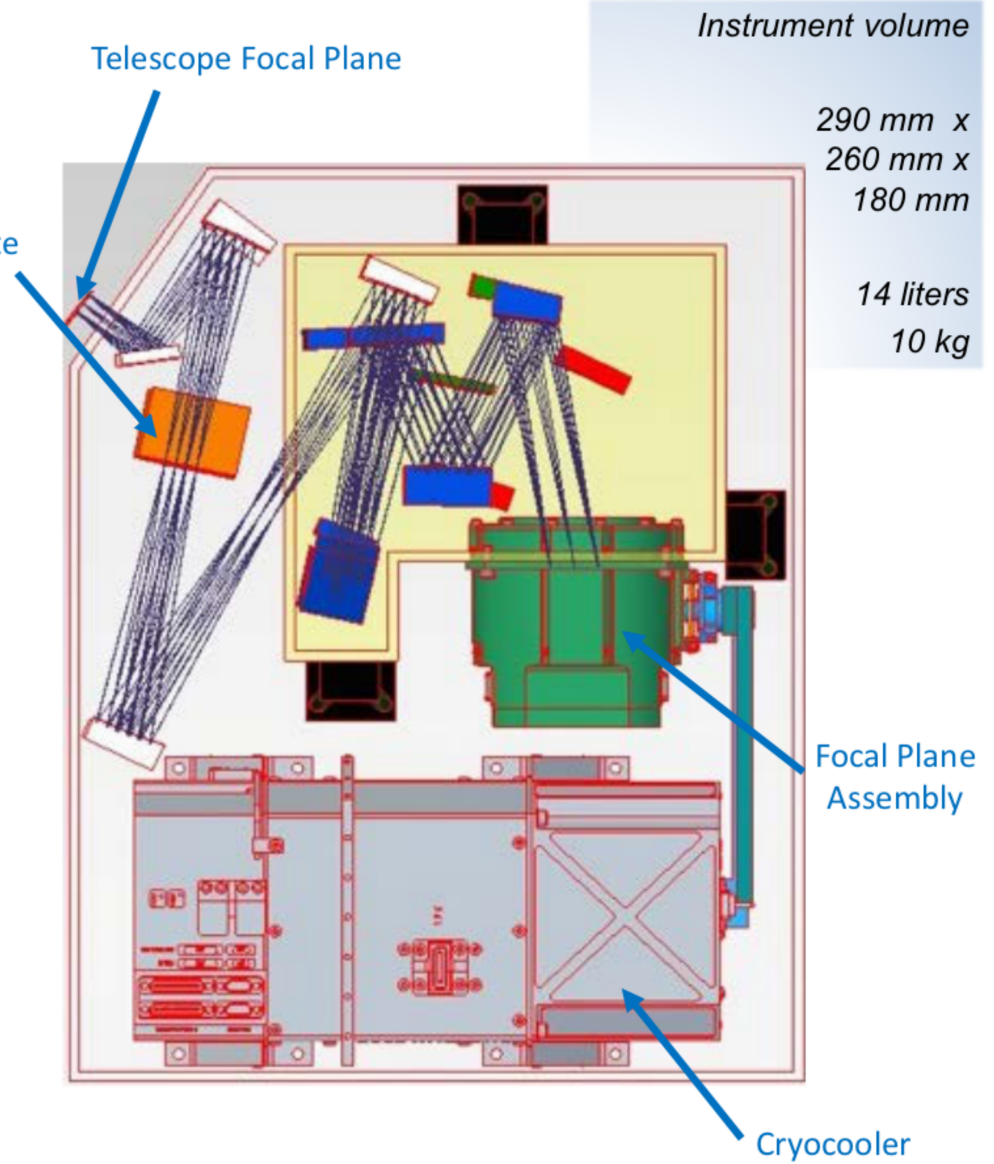 Instrument volume
Telescope Focal Plane
290 mm x
260 mm x
180 mm
14 liters
10 kg
Focal Plane
Assembly
Cryocooler